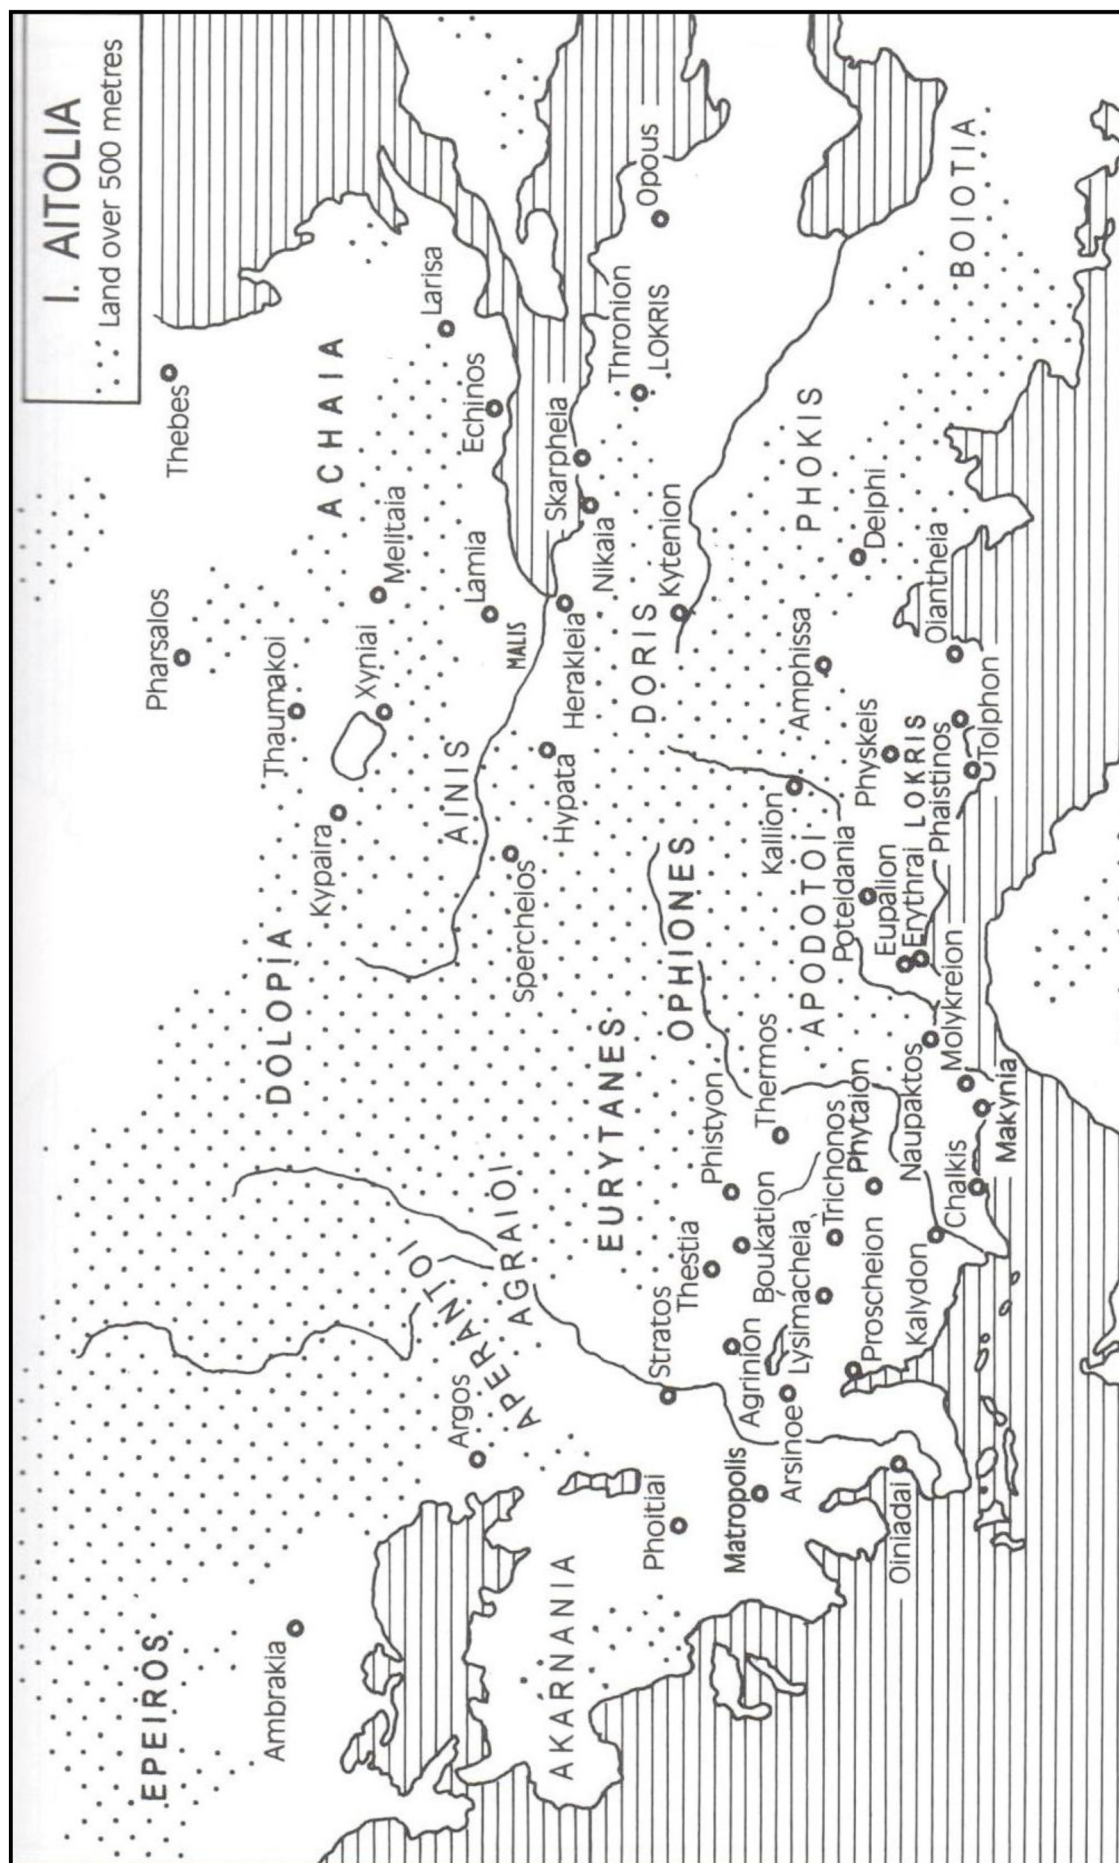 I. AITOLIA
Land over 500 metres
EPEIROS
Ambrakia
DOLOPIA
Pharsalos
Thebes
Thaumakoi
Kypaira
Xyniai
Melitaia
ACHAIA
Larisa
Echinos
Lamia
MALIS
AINIS
Argos
APERANTOI
AGRAIOI
Spercheios
Hypata
Herakleia
Nikaia
Skarpheia
Thronion
LOKRIS
Opous
AKARNANIA
Phoitiai
Stratos
EURYTANES
OPHIONES
DORIS
Kytenion
Matropolis
Agrinion
Thestia
Boukation
Phistyon
Thermos
Arsinoe
Lysimacheia
Trichonos
Phytaion
APODOTOI
Kallion
Amphissa
PHOKIS
Delphi
BOIOTIA
Oiniadai
Proscheion
Kalydon
Chalkis
Naupaktos
Makynia
Molykreion
Poteidania
Eupalion
Erythrai
LOKRIS
Physkeis
Phaistinos
Tolphon
Oiantheia